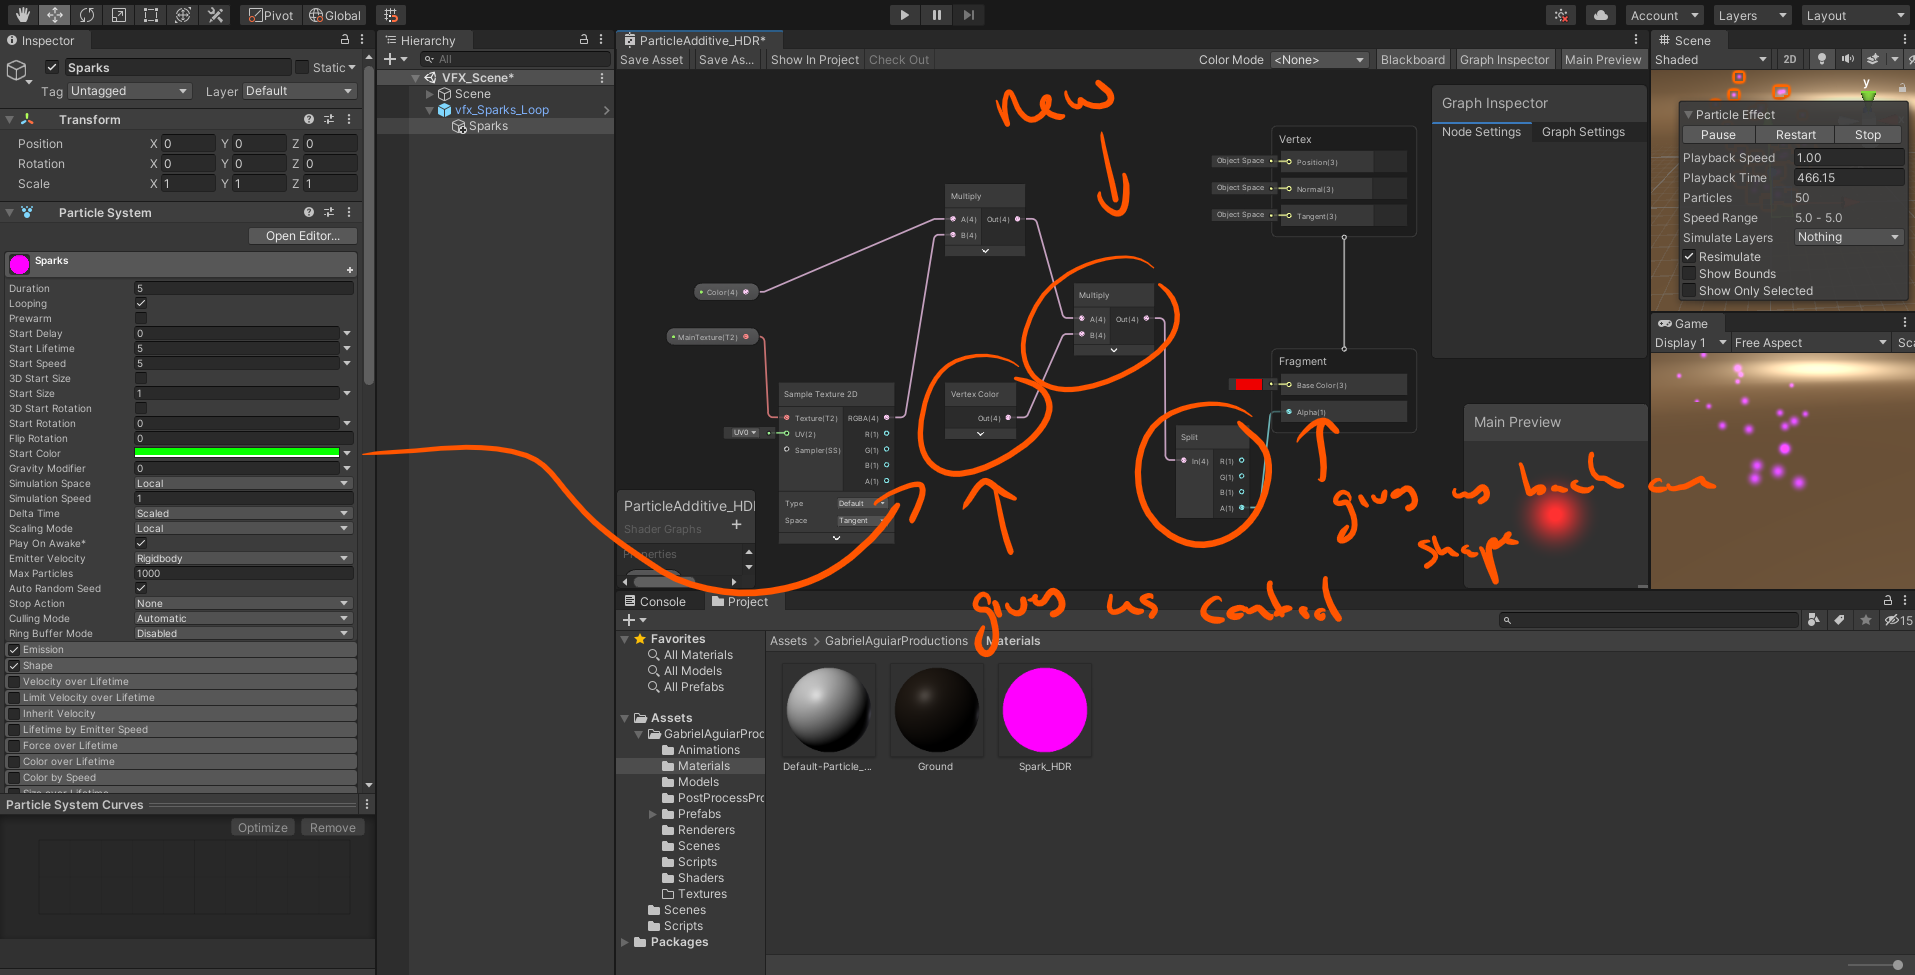 Pivot Global Account Layers Layout
Inspector
Sparks Static
Tag Untagged Layer Default
Transform
Position X 0 Y 0 Z 0
Rotation X 0 Y 0 Z 0
Scale X 1 Y 1 Z 1
Particle System
Open Editor...
Sparks
Duration 5
Looping
Prewarm
Start Delay 0
Start Lifetime 5
Start Speed 5
3D Start Size
Start Size 1
3D Start Rotation
Start Rotation 0
Flip Rotation 0
Start Color
Gravity Modifier 0
Simulation Space Local
Simulation Speed 1
Delta Time Scaled
Scaling Mode Local
Play On Awake*
Emitter Velocity Rigidbody
Max Particles 1000
Auto Random Seed
Stop Action None
Culling Mode Automatic
Ring Buffer Mode Disabled
Emission
Shape
Velocity over Lifetime
Limit Velocity over Lifetime
Inherit Velocity
Lifetime by Emitter Speed
Force over Lifetime
Color over Lifetime
Color by Speed
Size over Lifetime
Particle System Curves
Optimize Remove
Hierarchy
All
VFX_Scene*
Scene
vfx_Sparks_Loop
Sparks
ParticleAdditive_HDR*
Save Asset Save As... Show In Project Check Out Color Mode <None> Blackboard Graph Inspector Main Preview
new
Graph Inspector
Node Settings Graph Settings
Vertex
Object Space Position(3)
Object Space Normal(3)
Object Space Tangent(3)
Multiply
A(4) Out(4)
B(4)
Color(4)
MainTexture(T2)
Multiply
A(4) Out(4)
B(4)
Sample Texture 2D
Texture(T2) RGBA(4)
UV0 UV(2) R(1)
Sampler(SS) G(1)
B(1)
A(1)
Type Default
Space Tangent
Vertex Color
Out(4)
Fragment
Base Color(3)
Alpha(1)
Split
In(4) R(1)
G(1)
B(1)
A(1)
Main Preview
gives us back our
shape
gives us control
ParticleAdditive_HDR
Shader Graphs
Properties
Console Project
15
Favorites
All Materials
All Models
All Prefabs
Assets
GabrielAguiarProc
Animations
Materials
Models
PostProcessPro
Prefabs
Renderers
Scenes
Scripts
Shaders
Textures
Scenes
Scripts
Packages
Assets > GabrielAguiarProductions Materials
Default-Particle_...
Ground
Spark_HDR
Scene
Shaded 2D
y
Particle Effect
Pause Restart Stop
Playback Speed 1.00
Playback Time 466.15
Particles 50
Speed Range 5.0 - 5.0
Simulate Layers Nothing
Resimulate
Show Bounds
Show Only Selected
Game
Display 1 Free Aspect Sca